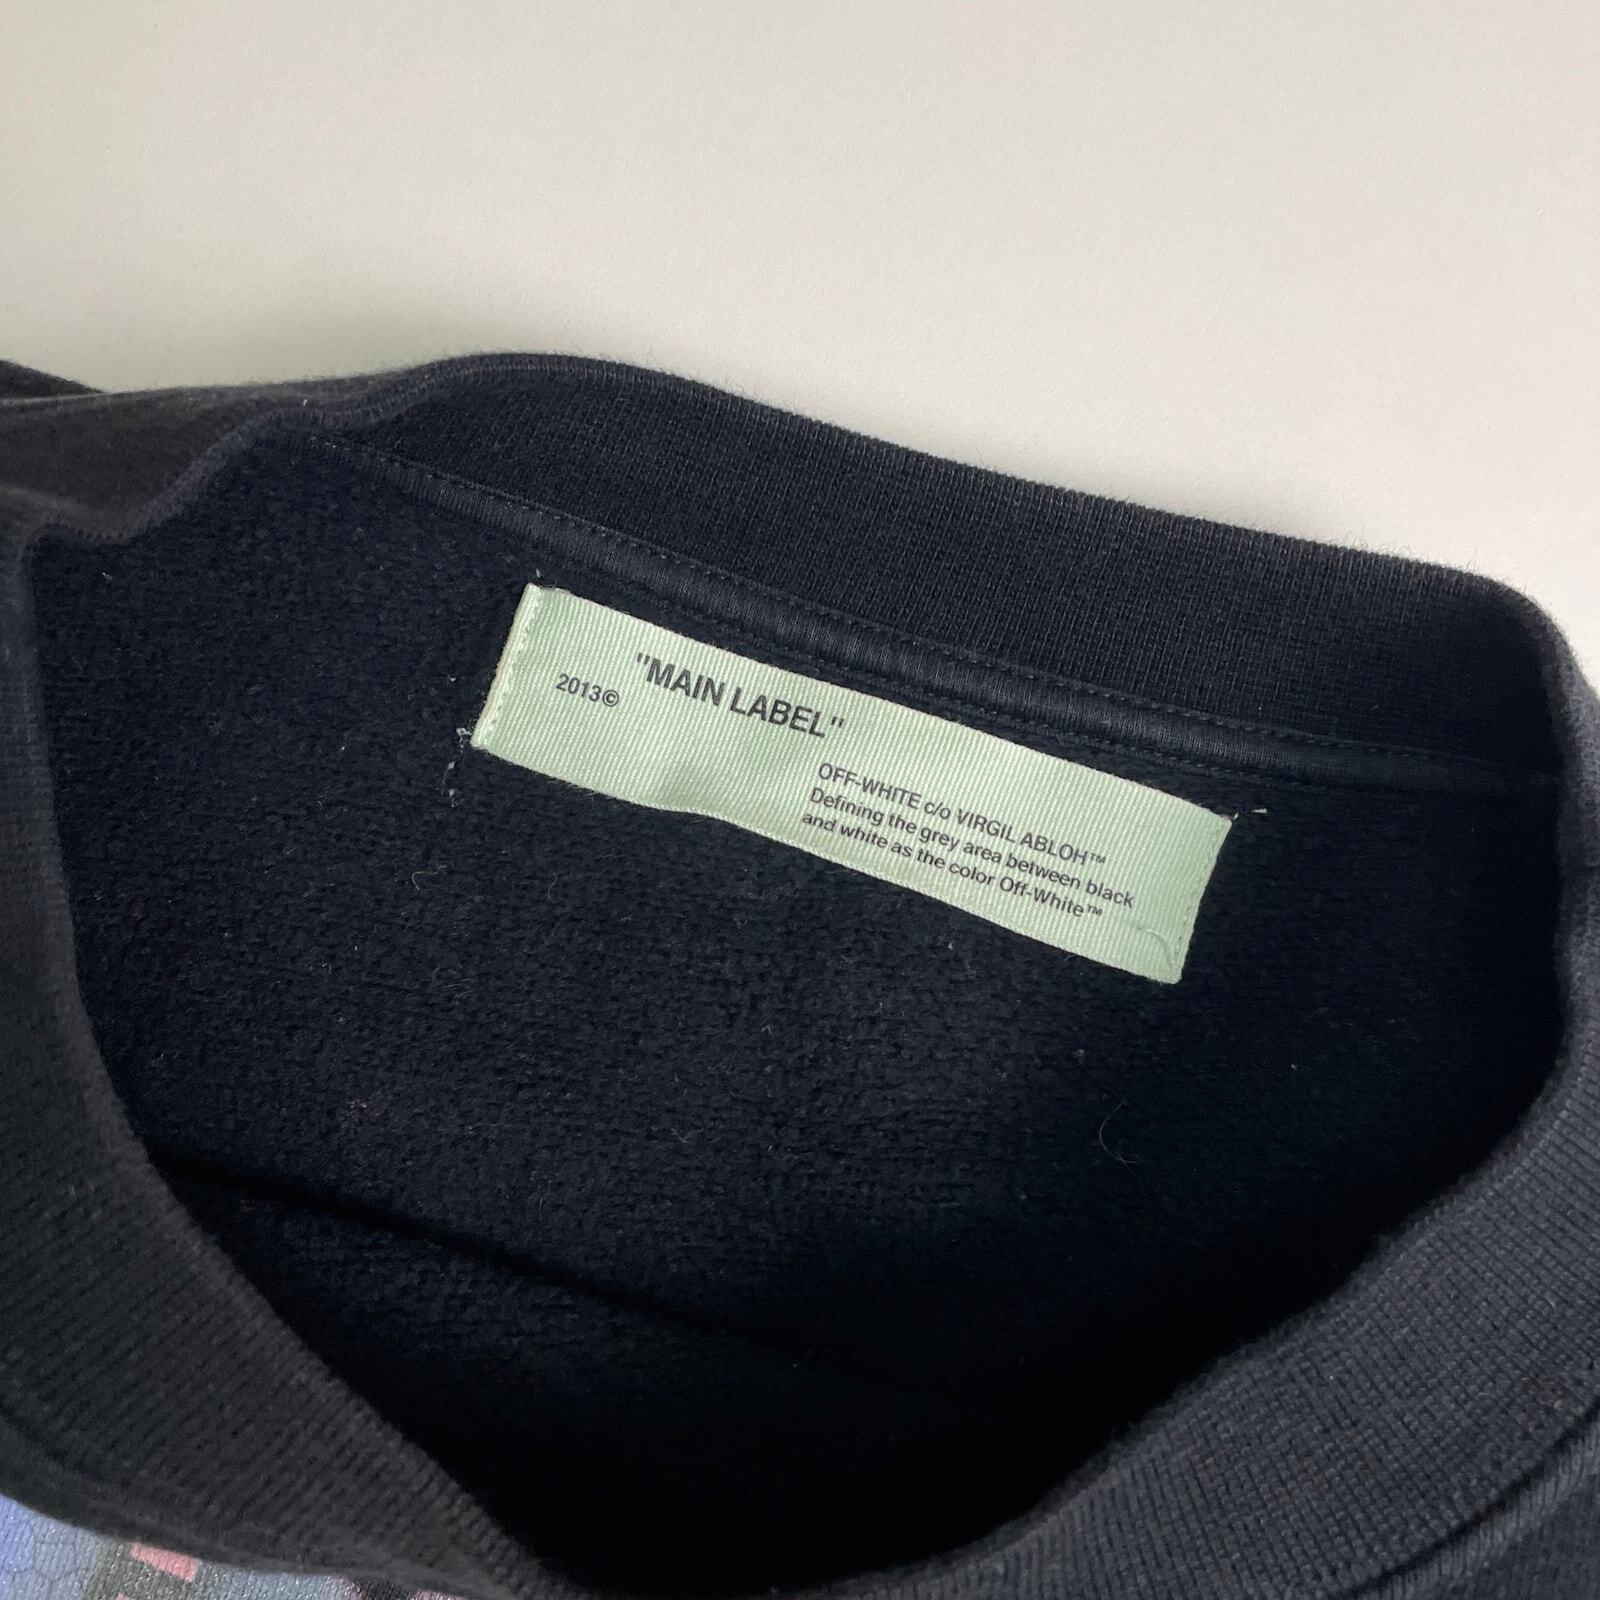 "MAIN LABEL"
2013©
OFF-WHITE c/o VIRGIL ABLOH™
Defining the grey area between black
and white as the color Off-White™